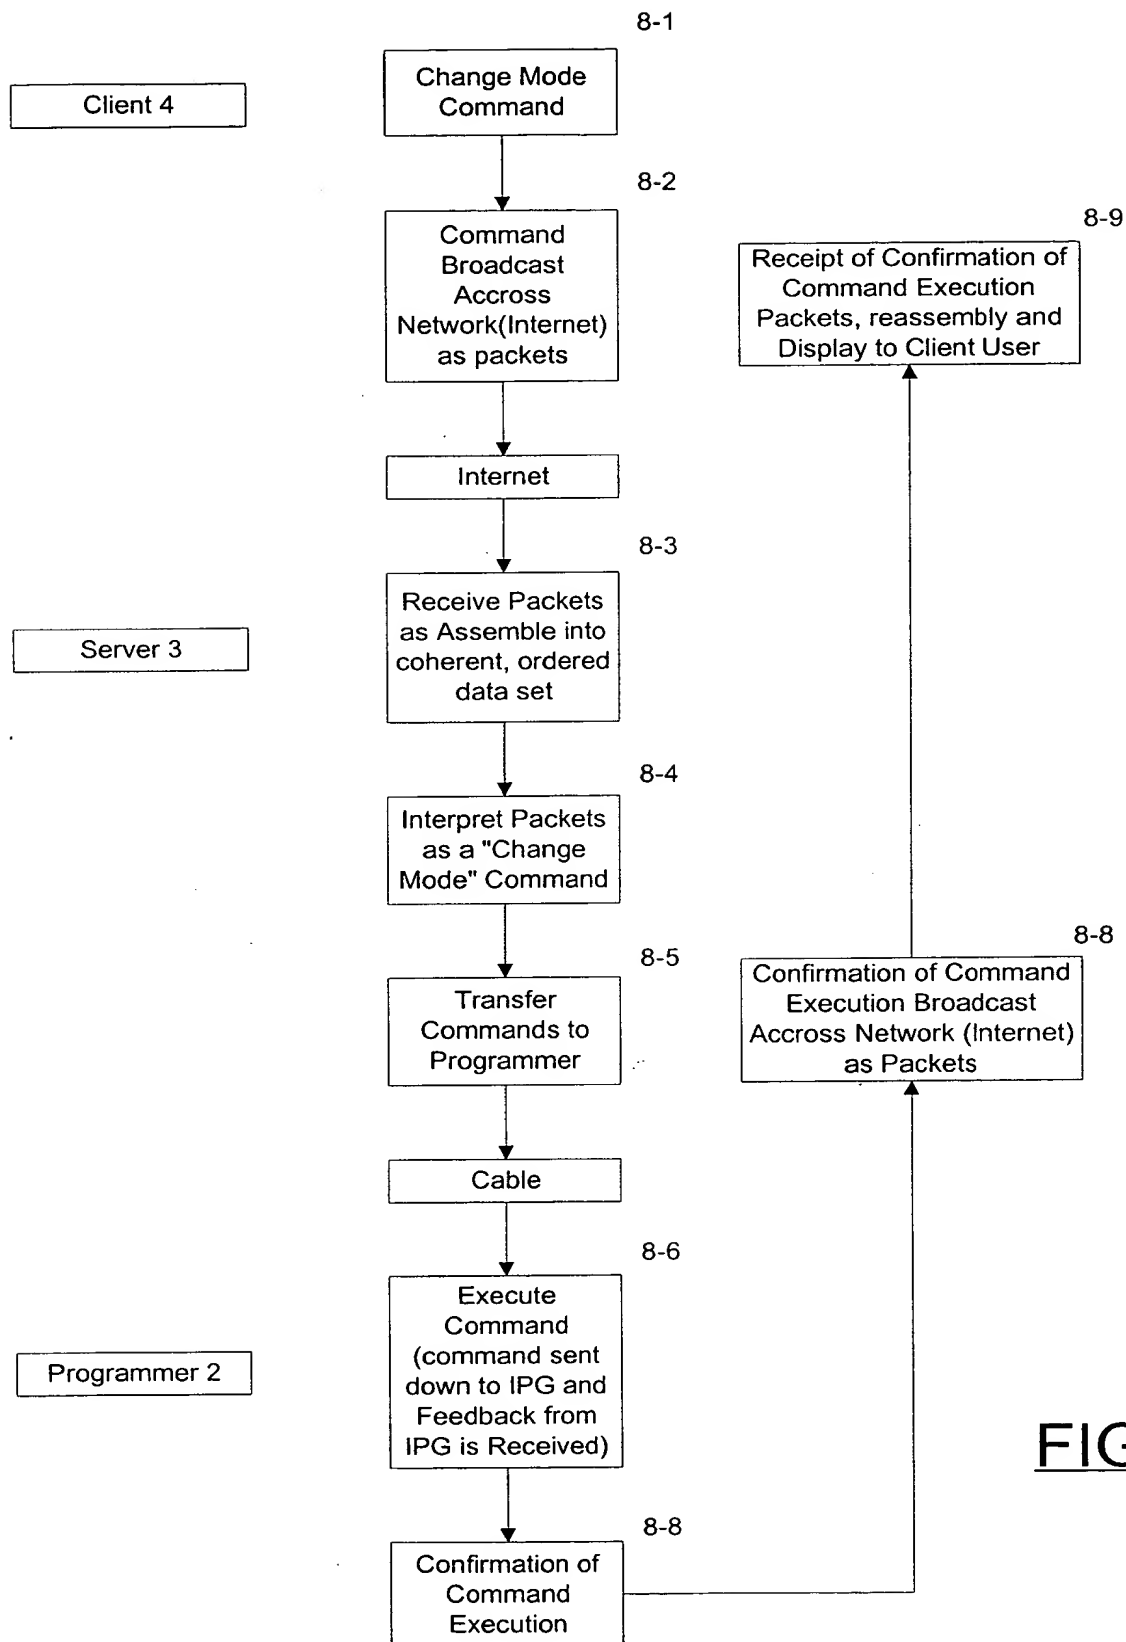 8-1
Change Mode
Command
Client 4
8-2
Command
Broadcast
Accross
Network(Internet)
as packets
Internet
8-3
Receive Packets
as Assemble into
coherent, ordered
data set
Server 3
8-4
Interpret Packets
as a "Change
Mode" Command
8-5
Transfer
Commands to
Programmer
Cable
8-6
Execute
Command
(command sent
down to IPG and
Feedback from
IPG is Received)
Programmer 2
8-8
Confirmation of
Command
Execution
8-8
Confirmation of Command
Execution Broadcast
Accross Network (Internet)
as Packets
8-9
Receipt of Confirmation of
Command Execution
Packets, reassembly and
Display to Client User
FIG